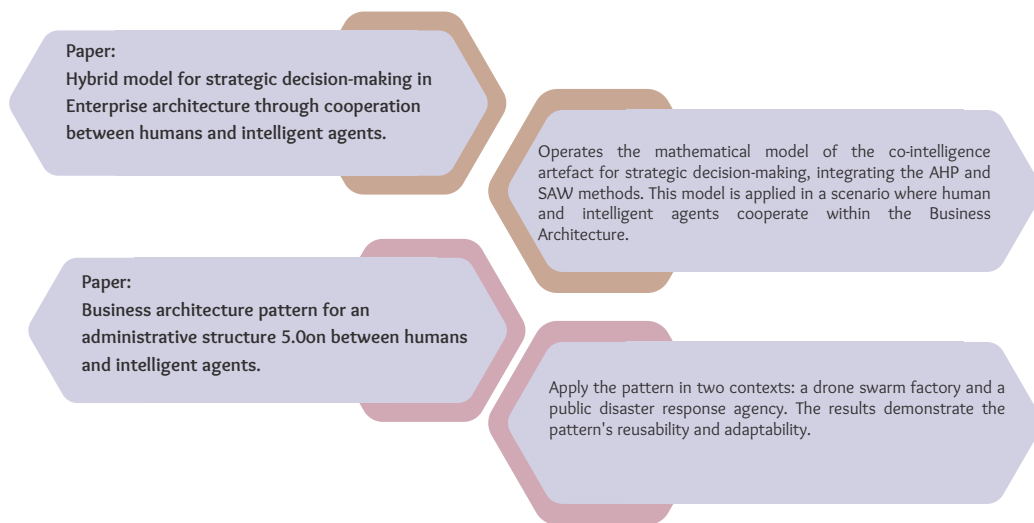 Paper:
Hybrid model for strategic decision-making in
Enterprise architecture through cooperation
between humans and intelligent agents.
Operates the mathematical model of the co-intelligence
artefact for strategic decision-making, integrating the AHP and
SAW methods. This model is applied in a scenario where human
and intelligent agents cooperate within the Business
Architecture.
Paper:
Business architecture pattern for an
administrative structure 5.0on between humans
and intelligent agents.
Apply the pattern in two contexts: a drone swarm factory and a
public disaster response agency. The results demonstrate the
pattern's reusability and adaptability.